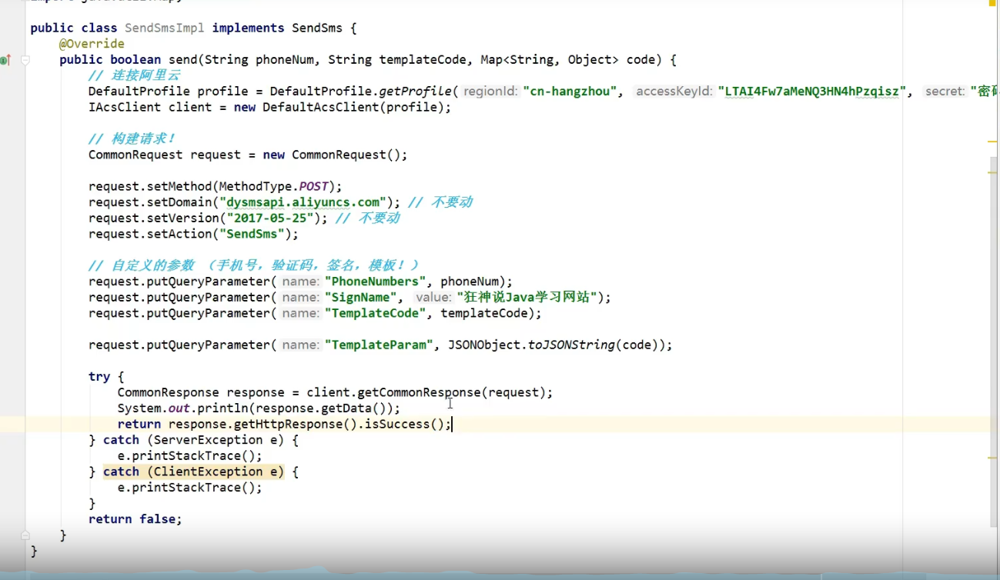 public class SendSmsImpl implements SendSms {
@Override
public boolean send(String phoneNum, String templateCode, Map<String, Object> code) {
// 连接阿里云
DefaultProfile profile = DefaultProfile.getProfile( regionId: "cn-hangzhou", accessKeyId: "LTAI4Fw7aMeNQ3HN4hPzqisz", secret: "密码
IAcsClient client = new DefaultAcsClient(profile);
// 构建请求！
CommonRequest request = new CommonRequest();
request.setMethod(MethodType.POST);
request.setDomain("dysmsapi.aliyuncs.com"); // 不要动
request.setVersion("2017-05-25"); // 不要动
request.setAction("SendSms");
// 自定义的参数 （手机号，验证码，签名，模板！）
request.putQueryParameter( name: "PhoneNumbers", phoneNum);
request.putQueryParameter( name: "SignName", value: "狂神说Java学习网站");
request.putQueryParameter( name: "TemplateCode", templateCode);
request.putQueryParameter( name: "TemplateParam", JSONObject.toJSONString(code));
try {
CommonResponse response = client.getCommonResponse(request);
System.out.println(response.getData());
return response.getHttpResponse().isSuccess();
} catch (ServerException e) {
e.printStackTrace();
} catch (ClientException e) {
e.printStackTrace();
}
return false;
}
}